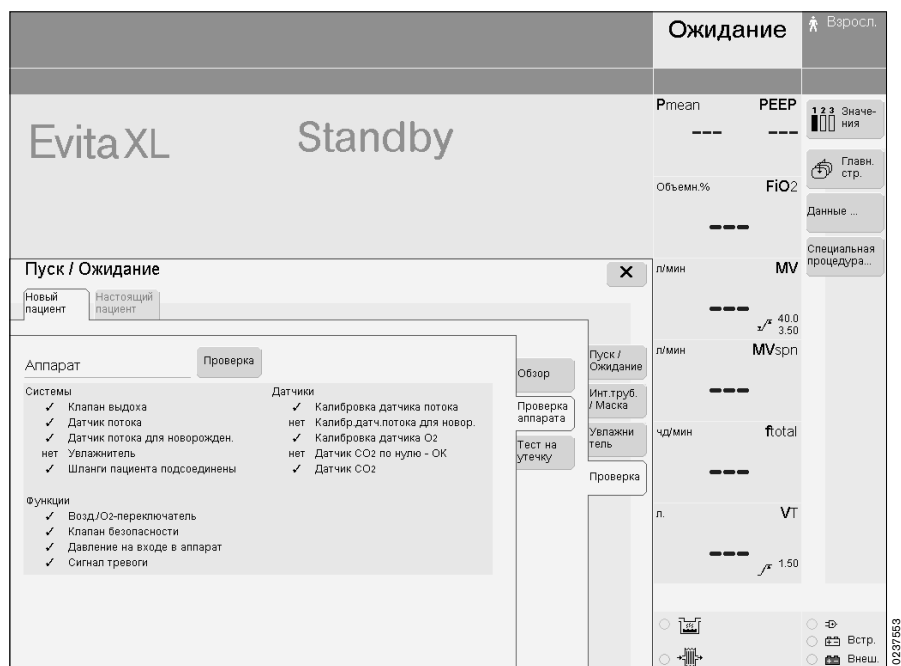 Ожидание
Взросл.
Evita XL
Standby
Pmean PEEP
--- ---
1 2 3 Значе-
ния
Главн.
стр.
Объемн.% FiO2
---
Данные ...
Специальная
процедура...
Пуск / Ожидание
X
л/мин MV
---
40.0
3.50
Новый
пациент
Настоящий
пациент
Аппарат
Проверка
Системы
✓ Клапан выдоха
✓ Датчик потока
✓ Датчик потока для новорожден.
нет Увлажнитель
✓ Шланги пациента подсоединены
Датчики
✓ Калибровка датчика потока
нет Калибр.датч.потока для новор.
✓ Калибровка датчика O2
нет Датчик CO2 по нулю - OK
✓ Датчик CO2
Функции
✓ Возд./O2-переключатель
✓ Клапан безопасности
✓ Давление на входе в аппарат
✓ Сигнал тревоги
Обзор
Проверка
аппарата
Тест на
утечку
Пуск /
Ожидание
Инт.труб.
/ Маска
Увлажни
тель
Проверка
л/мин MVspn
---
чд/мин ftotal
---
л. VT
---
1.50
Встр.
Внеш.
0237553